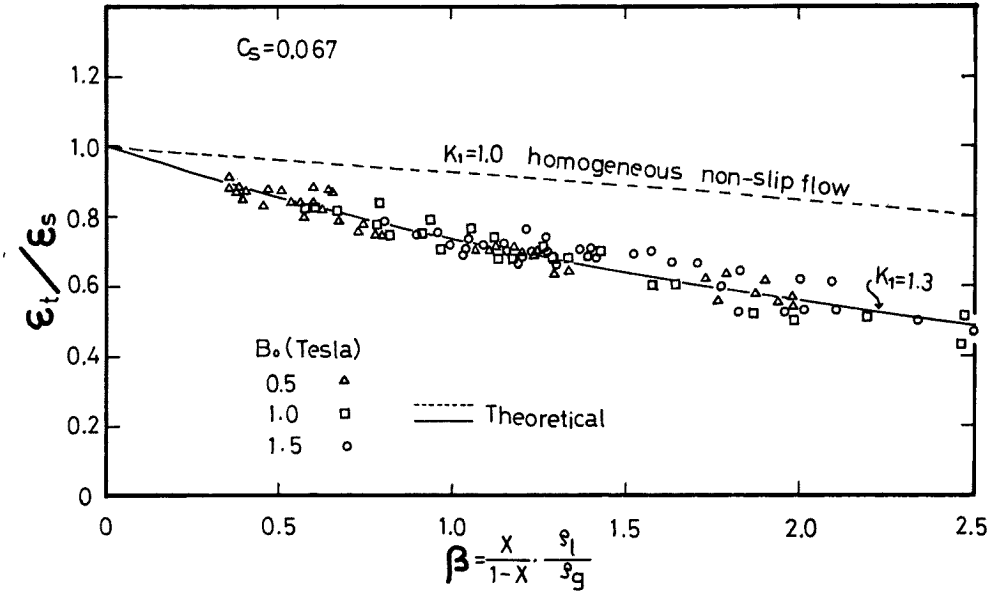 Cs=0.067
1.2
1.0
0.8
0.6
0.4
0.2
0
εt/εs
K1=1.0 homogeneous non-slip flow
K1=1.3
B0 (Tesla)
0.5 △
1.0 □
1.5 ○
Theoretical
0 0.5 1.0 1.5 2.0 2.5
β = X/1-X · ρl/ρg